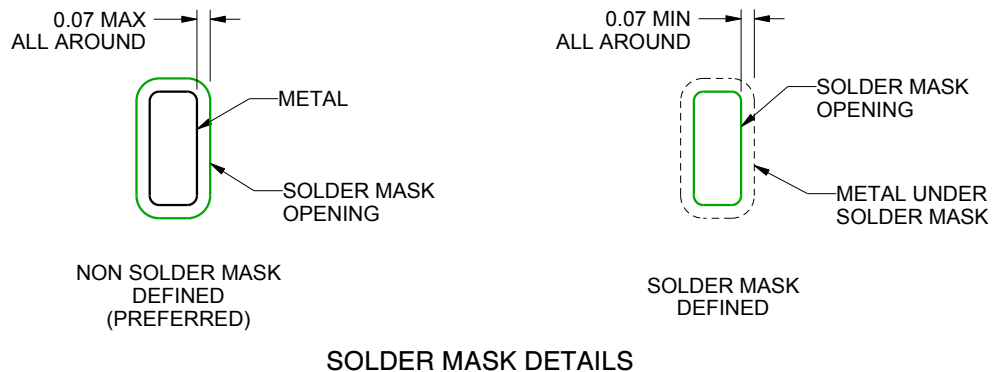 0.07 MAX
ALL AROUND
METAL
SOLDER MASK
OPENING
NON SOLDER MASK
DEFINED
(PREFERRED)
0.07 MIN
ALL AROUND
SOLDER MASK
OPENING
METAL UNDER
SOLDER MASK
SOLDER MASK
DEFINED
SOLDER MASK DETAILS